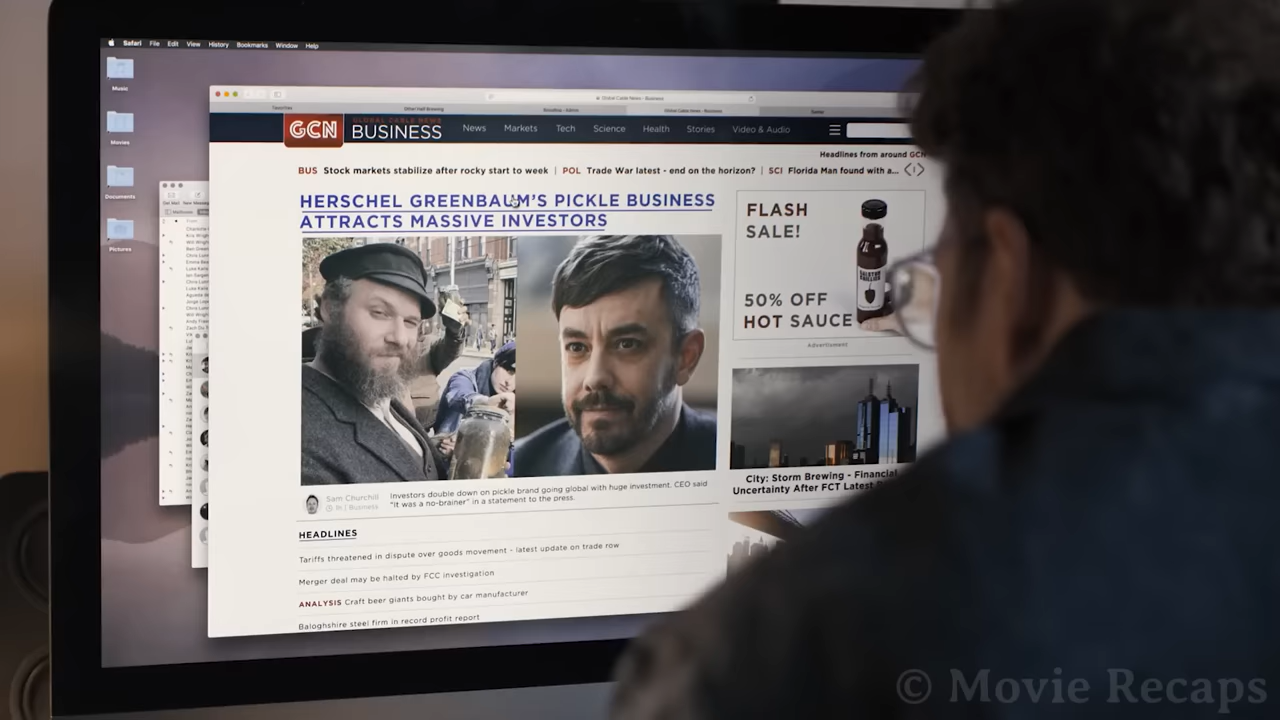 Safari File Edit View History Bookmarks Window Help
Music
Movies
Documents
Pictures
Global Cable News - Business
GCN GLOBAL CABLE NEWS
BUSINESS
News Markets Tech Science Health Stories Video & Audio
Headlines from around GCN
BUS Stock markets stabilize after rocky start to week | POL Trade War latest - end on the horizon? | SCI Florida Man found with a...
HERSCHEL GREENBAUM'S PICKLE BUSINESS
ATTRACTS MASSIVE INVESTORS
FLASH
SALE!
50% OFF
HOT SAUCE
Advertisement
City: Storm Brewing - Financial
Uncertainty After FCT Latest
Sam Churchill
1h | Business
Investors double down on pickle brand going global with huge investment. CEO said
"It was a no-brainer" in a statement to the press.
HEADLINES
Tariffs threatened in dispute over goods movement - latest update on trade row
Merger deal may be halted by FCC investigation
ANALYSIS Craft beer giants bought by car manufacturer
Baloghshire steel firm in record profit report
© Movie Recaps